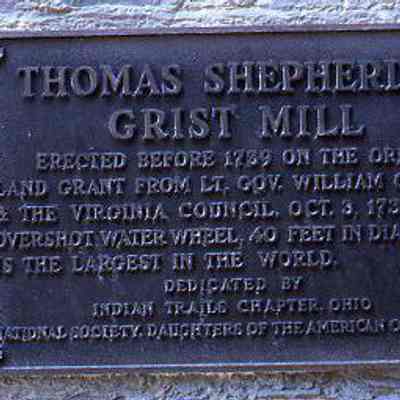 THOMAS SHEPHERD
GRIST MILL
ERECTED BEFORE 1739 ON THE
LAND GRANT FROM LT. GOV. WILLIAM
& THE VIRGINIA COUNCIL, OCT. 3, 173
OVERSHOT WATER WHEEL, 40 FEET IN
IS THE LARGEST IN THE WORLD.
DEDICATED BY
INDIAN TRAILS CHAPTER, OHIO
NATIONAL SOCIETY, DAUGHTERS OF THE AMERICAN